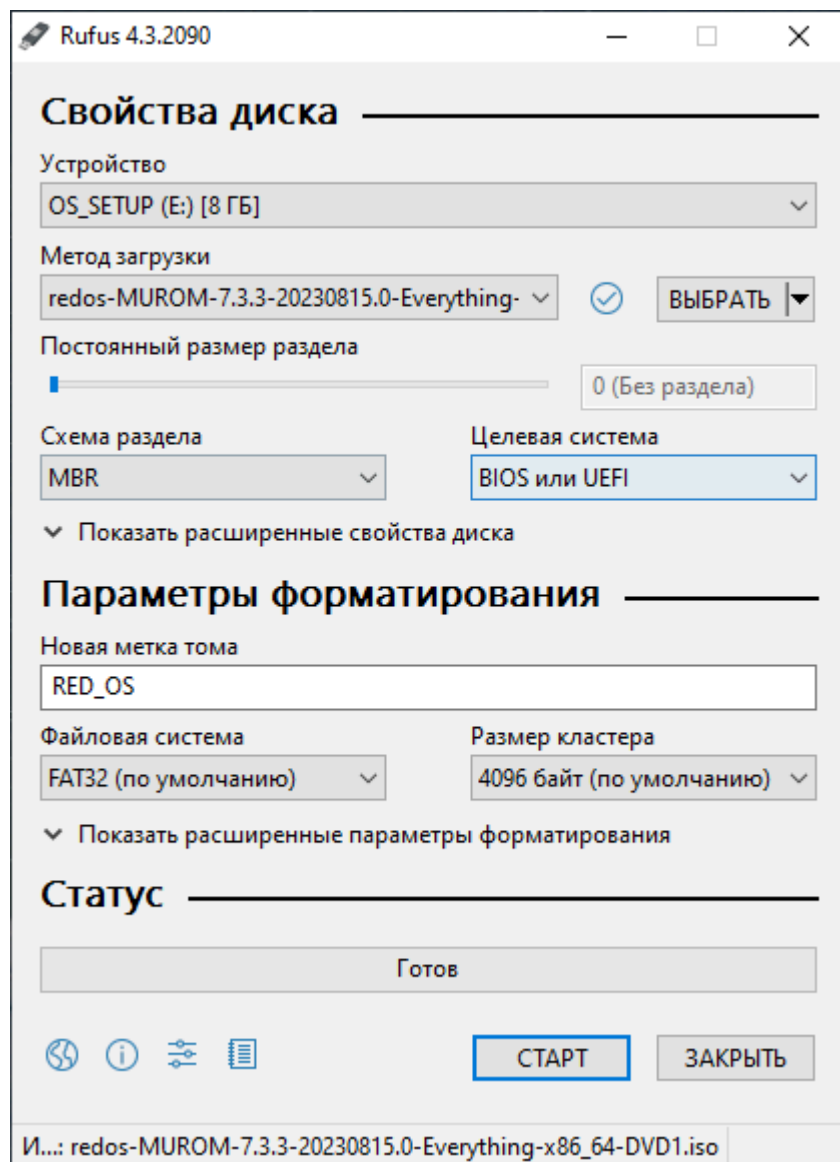 Rufus 4.3.2090
Свойства диска
Устройство
OS_SETUP (E:) [8 ГБ]
Метод загрузки
redos-MUROM-7.3.3-20230815.0-Everything-
ВЫБРАТЬ
Постоянный размер раздела
0 (Без раздела)
Схема раздела
Целевая система
MBR
BIOS или UEFI
Показать расширенные свойства диска
Параметры форматирования
Новая метка тома
RED_OS
Файловая система
Размер кластера
FAT32 (по умолчанию)
4096 байт (по умолчанию)
Показать расширенные параметры форматирования
Статус
Готов
СТАРТ
ЗАКРЫТЬ
И...: redos-MUROM-7.3.3-20230815.0-Everything-x86_64-DVD1.iso